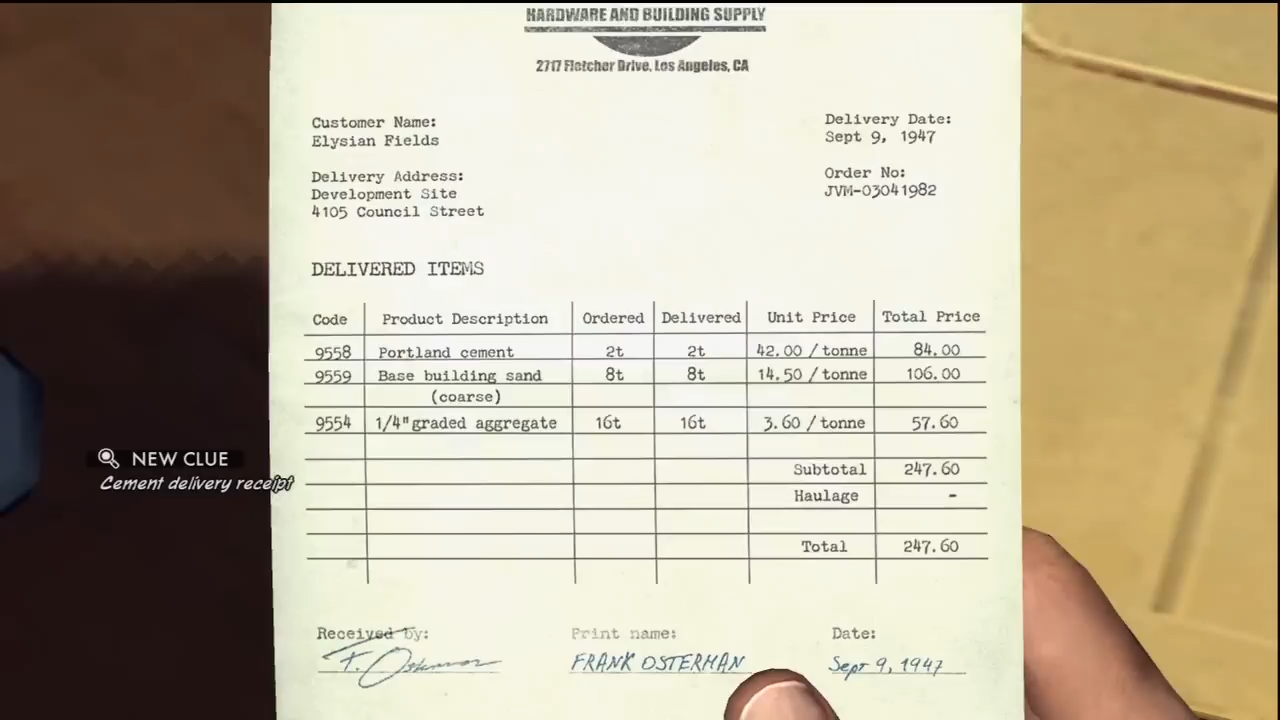 HARDWARE AND BUILDING SUPPLY
2717 Fletcher Drive, Los Angeles, CA
Customer Name:
Elysian Fields
Delivery Date:
Sept 9, 1947
Delivery Address:
Development Site
4105 Council Street
Order No:
JVM-03041982
DELIVERED ITEMS
Code Product Description Ordered Delivered Unit Price Total Price
9558 Portland cement 2t 2t 42.00 / tonne 84.00
9559 Base building sand 8t 8t 14.50 / tonne 106.00
(coarse)
9554 1/4" graded aggregate 16t 16t 3.60 / tonne 57.60
Subtotal 247.60
Haulage -
Total 247.60
NEW CLUE
Cement delivery receipt
Received by: Print name: Date:
F. Osterman FRANK OSTERMAN Sept 9, 1947